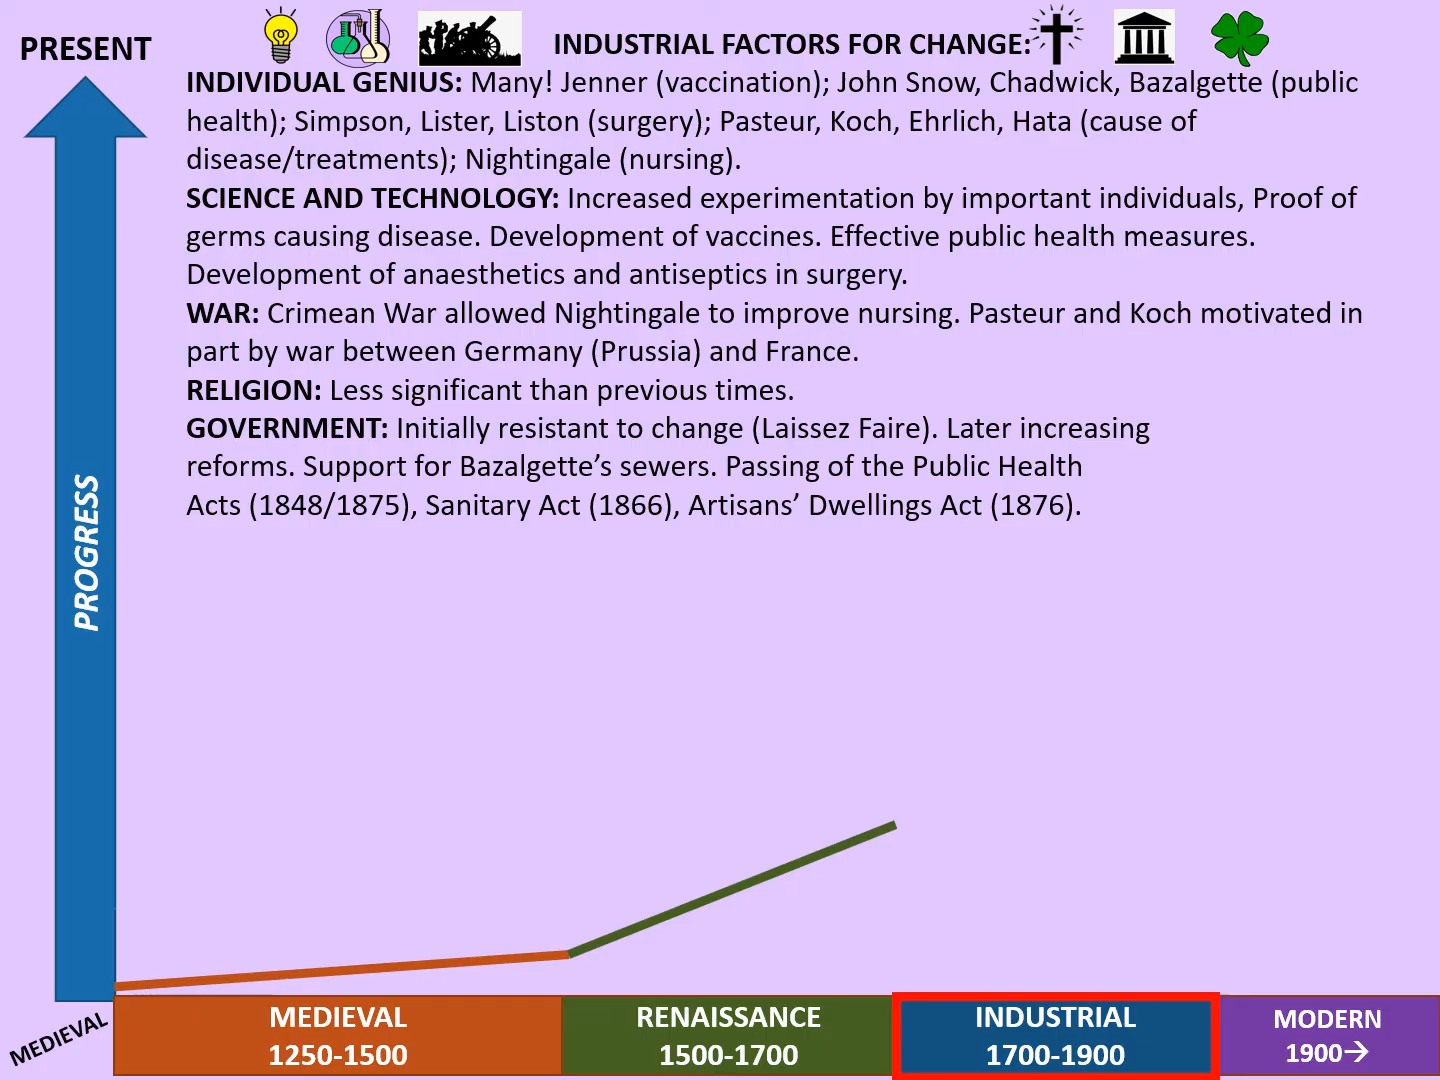 PRESENT
INDUSTRIAL FACTORS FOR CHANGE:
INDIVIDUAL GENIUS: Many! Jenner (vaccination); John Snow, Chadwick, Bazalgette (public
health); Simpson, Lister, Liston (surgery); Pasteur, Koch, Ehrlich, Hata (cause of
disease/treatments); Nightingale (nursing).
SCIENCE AND TECHNOLOGY: Increased experimentation by important individuals, Proof of
germs causing disease. Development of vaccines. Effective public health measures.
Development of anaesthetics and antiseptics in surgery.
WAR: Crimean War allowed Nightingale to improve nursing. Pasteur and Koch motivated in
part by war between Germany (Prussia) and France.
RELIGION: Less significant than previous times.
GOVERNMENT: Initially resistant to change (Laissez Faire). Later increasing
reforms. Support for Bazalgette’s sewers. Passing of the Public Health
Acts (1848/1875), Sanitary Act (1866), Artisans’ Dwellings Act (1876).
PROGRESS
MEDIEVAL
MEDIEVAL
1250-1500
RENAISSANCE
1500-1700
INDUSTRIAL
1700-1900
MODERN
1900→